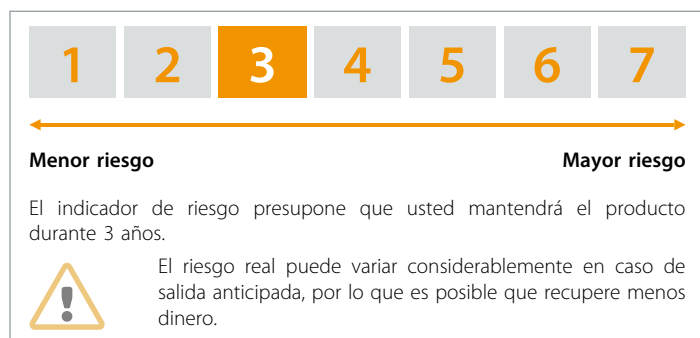 1 2 3 4 5 6 7
Menor riesgo Mayor riesgo
El indicador de riesgo presupone que usted mantendrá el producto
durante 3 años.
El riesgo real puede variar considerablemente en caso de
salida anticipada, por lo que es posible que recupere menos
dinero.